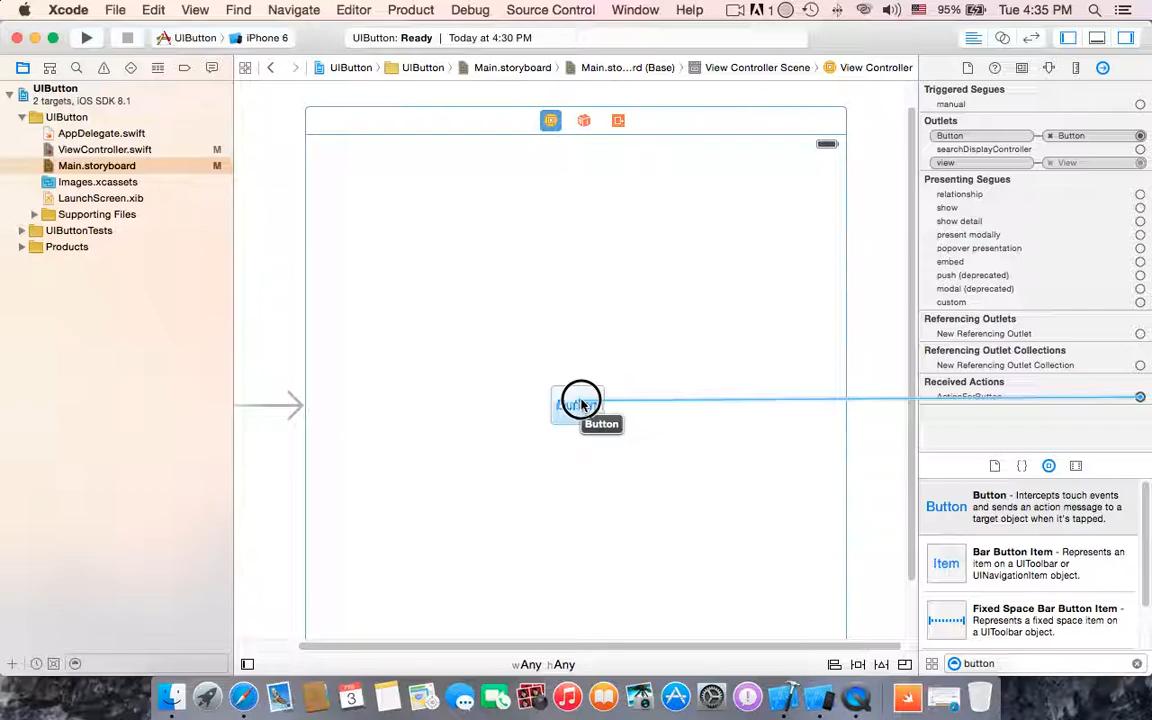 Xcode File Edit View Find Navigate Editor Product Debug Source Control Window Help 1 95% Tue 4:35 PM
UIButton iPhone 6 UIButton: Ready | Today at 4:30 PM
UIButton UIButton Main.storyboard Main.sto...rd (Base) View Controller Scene View Controller
UIButton
2 targets, iOS SDK 8.1
UIButton
AppDelegate.swift
ViewController.swift M
Main.storyboard M
Images.xcassets
LaunchScreen.xib
Supporting Files
UIButtonTests
Products
Button
wAny hAny
Triggered Segues
manual
Outlets
Button Button
searchDisplayController
view View
Presenting Segues
relationship
show
show detail
present modally
popover presentation
embed
push (deprecated)
modal (deprecated)
custom
Referencing Outlets
New Referencing Outlet
Referencing Outlet Collections
New Referencing Outlet Collection
Received Actions
ActionForButton
{ }
Button
Button - Intercepts touch events
and sends an action message to a
target object when it's tapped.
Item
Bar Button Item - Represents an
item on a UIToolbar or
UINavigationItem object.
Fixed Space Bar Button Item -
Represents a fixed space item on
a UIToolbar object.
button
3